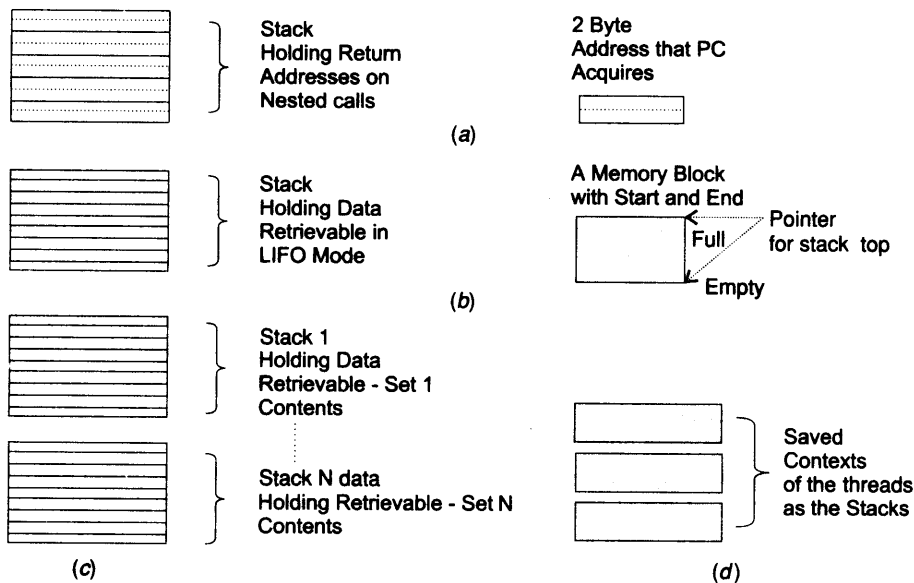 Stack
Holding Return
Addresses on
Nested calls
2 Byte
Address that PC
Acquires
(a)
Stack
Holding Data
Retrievable in
LIFO Mode
A Memory Block
with Start and End
Full
Empty
Pointer
for stack top
(b)
Stack 1
Holding Data
Retrievable - Set 1
Contents
Stack N data
Holding Retrievable - Set N
Contents
(c)
Saved
Contexts
of the threads
as the Stacks
(d)